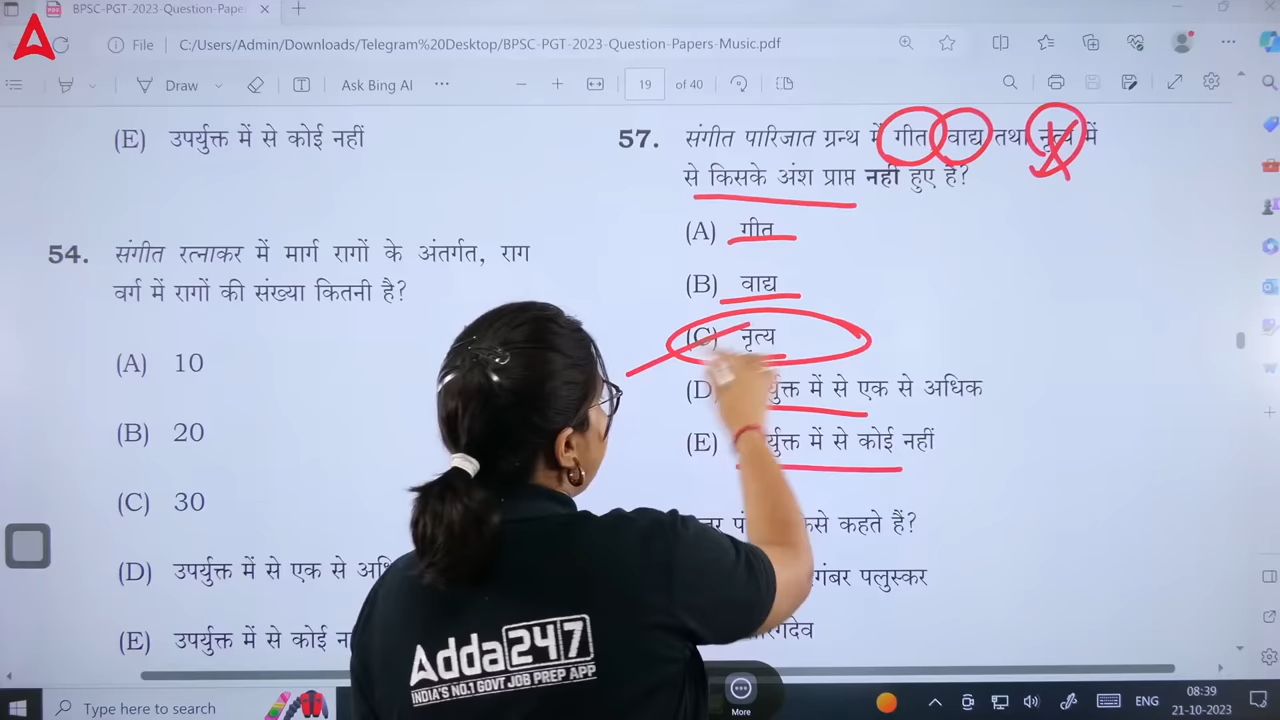 BPSC-PGT-2023-Question-Pape
File
C:/Users/Admin/Downloads/Telegram%20Desktop/BPSC-PGT-2023-Question-Papers-Music.pdf
Draw
Ask Bing AI
19 of 40
(E) उपर्युक्त में से कोई नहीं
54. संगीत रत्नाकर में मार्ग रागों के अंतर्गत, राग
वर्ग में रागों की संख्या कितनी है?
(A) 10
(B) 20
(C) 30
(D) उपर्युक्त में से एक से
(E) उपर्युक्त में से कोई
57. संगीत पारिजात ग्रन्थ में गीत वाद्य तथा नृत्य में
से किसके अंश प्राप्त नहीं हुए हैं?
(A) गीत
(B) वाद्य
(C) नृत्य
(D) में से एक से अधिक
(E) में से कोई नहीं
कहते हैं?
पलुस्कर
Adda247
INDIA'S NO.1 GOVT JOB PREP APP
More
Type here to search
ENG
08:39
21-10-2023